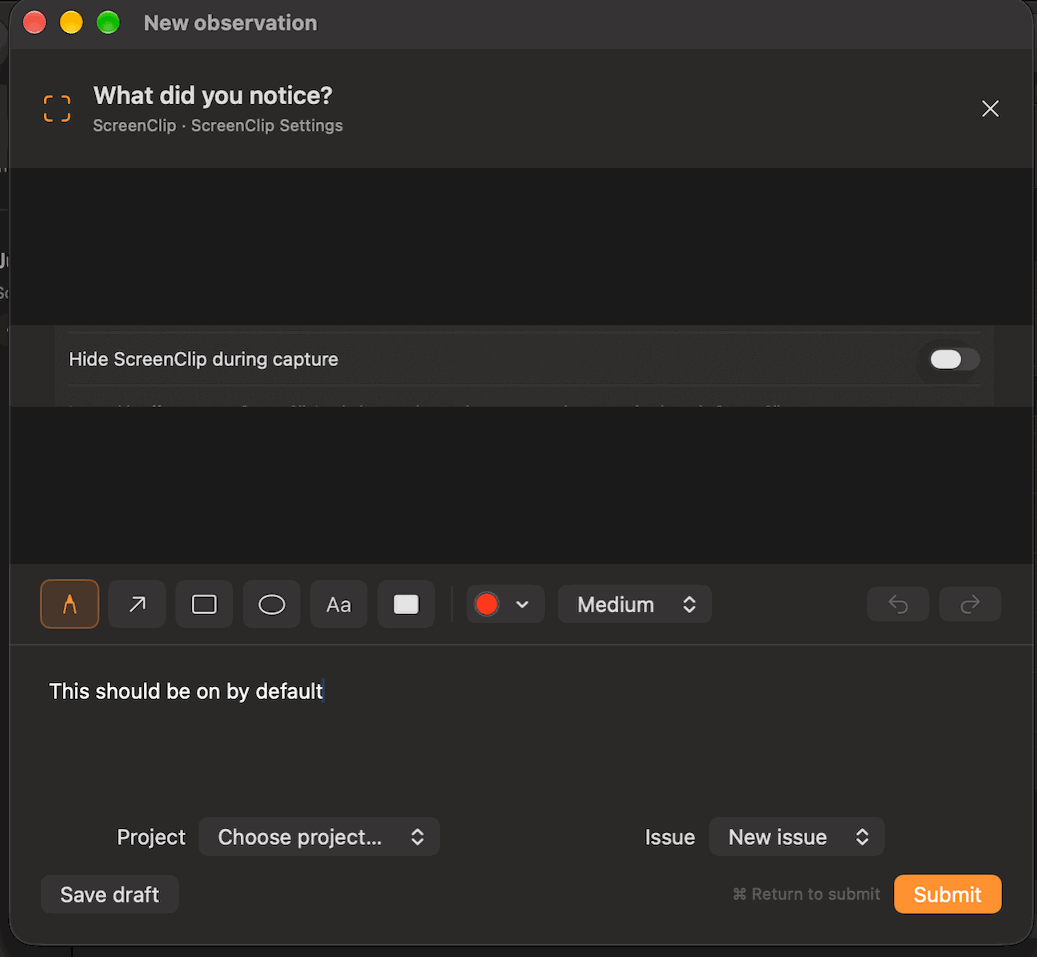 New observation
What did you notice?
ScreenClip · ScreenClip Settings
Hide ScreenClip during capture
Aa
Medium
This should be on by default
Project
Choose project...
Issue
New issue
Save draft
⌘ Return to submit
Submit